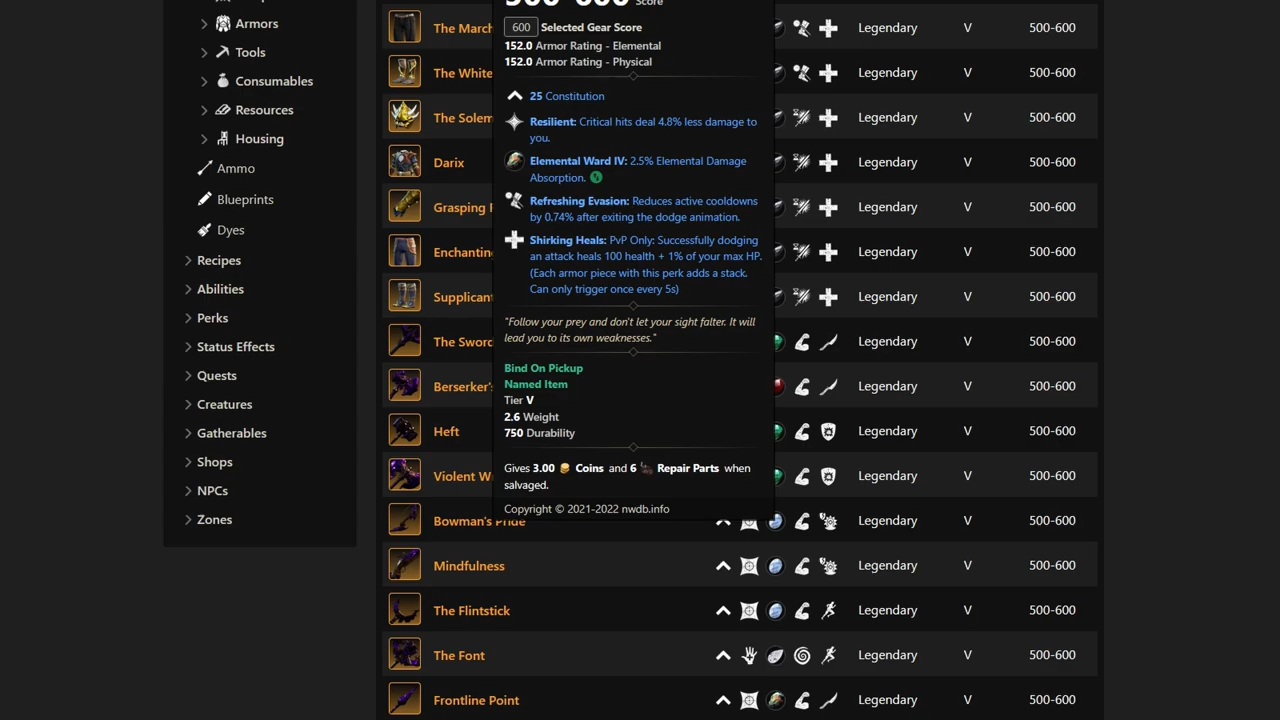 Armors
Tools
Consumables
Resources
Housing
Ammo
Blueprints
Dyes
Recipes
Abilities
Perks
Status Effects
Quests
Creatures
Gatherables
Shops
NPCs
Zones
The March
Legendary V 500-600
The White
Legendary V 500-600
The Solem
Legendary V 500-600
Darix
Legendary V 500-600
Grasping
Legendary V 500-600
Enchantin
Legendary V 500-600
Supplicant
Legendary V 500-600
The Sword
Legendary V 500-600
Berserker's
Legendary V 500-600
Heft
Legendary V 500-600
Violent W
Legendary V 500-600
Bowman's Pride
Legendary V 500-600
Mindfulness
Legendary V 500-600
The Flintstick
Legendary V 500-600
The Font
Legendary V 500-600
Frontline Point
Legendary V 500-600
500-600 Score
600 Selected Gear Score
152.0 Armor Rating - Elemental
152.0 Armor Rating - Physical
25 Constitution
Resilient: Critical hits deal 4.8% less damage to
you.
Elemental Ward IV: 2.5% Elemental Damage
Absorption.
Refreshing Evasion: Reduces active cooldowns
by 0.74% after exiting the dodge animation.
Shirking Heals: PvP Only: Successfully dodging
an attack heals 100 health + 1% of your max HP.
(Each armor piece with this perk adds a stack.
Can only trigger once every 5s)
"Follow your prey and don't let your sight falter. It will
lead you to its own weaknesses."
Bind On Pickup
Named Item
Tier V
2.6 Weight
750 Durability
Gives 3.00 Coins and 6 Repair Parts when
salvaged.
Copyright © 2021-2022 nwdb.info